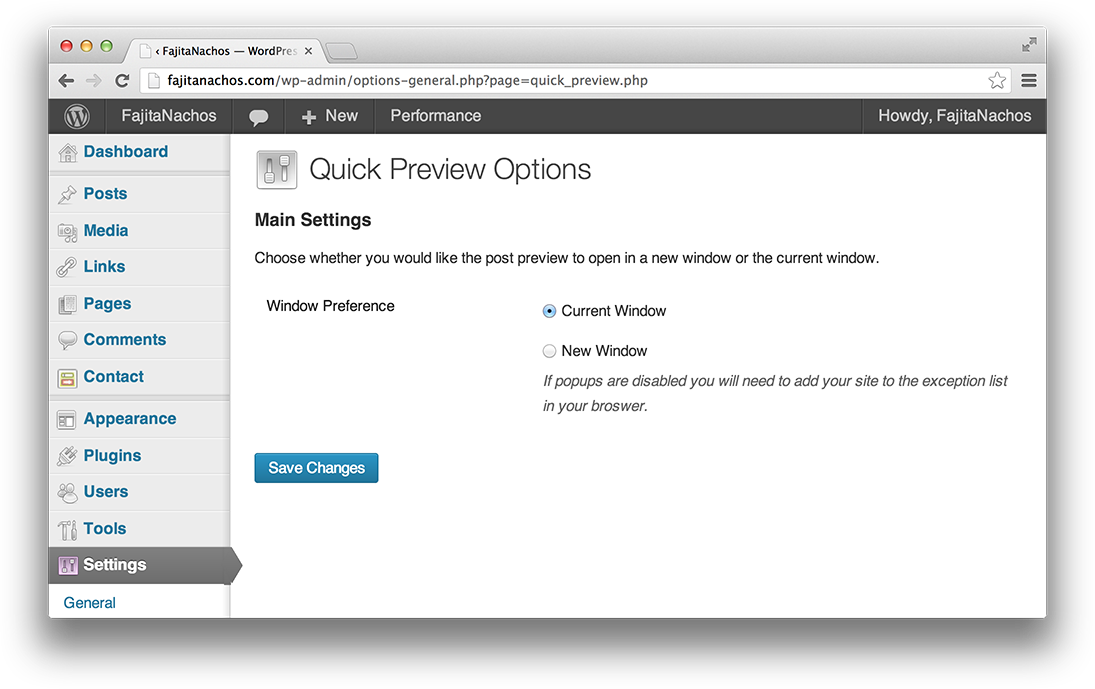 ‹ FajitaNachos — WordPres
fajitanachos.com/wp-admin/options-general.php?page=quick_preview.php
FajitaNachos
New
Performance
Howdy, FajitaNachos
Dashboard
Posts
Media
Links
Pages
Comments
Contact
Appearance
Plugins
Users
Tools
Settings
General
Quick Preview Options
Main Settings
Choose whether you would like the post preview to open in a new window or the current window.
Window Preference
Current Window
New Window
If popups are disabled you will need to add your site to the exception list
in your broswer.
Save Changes